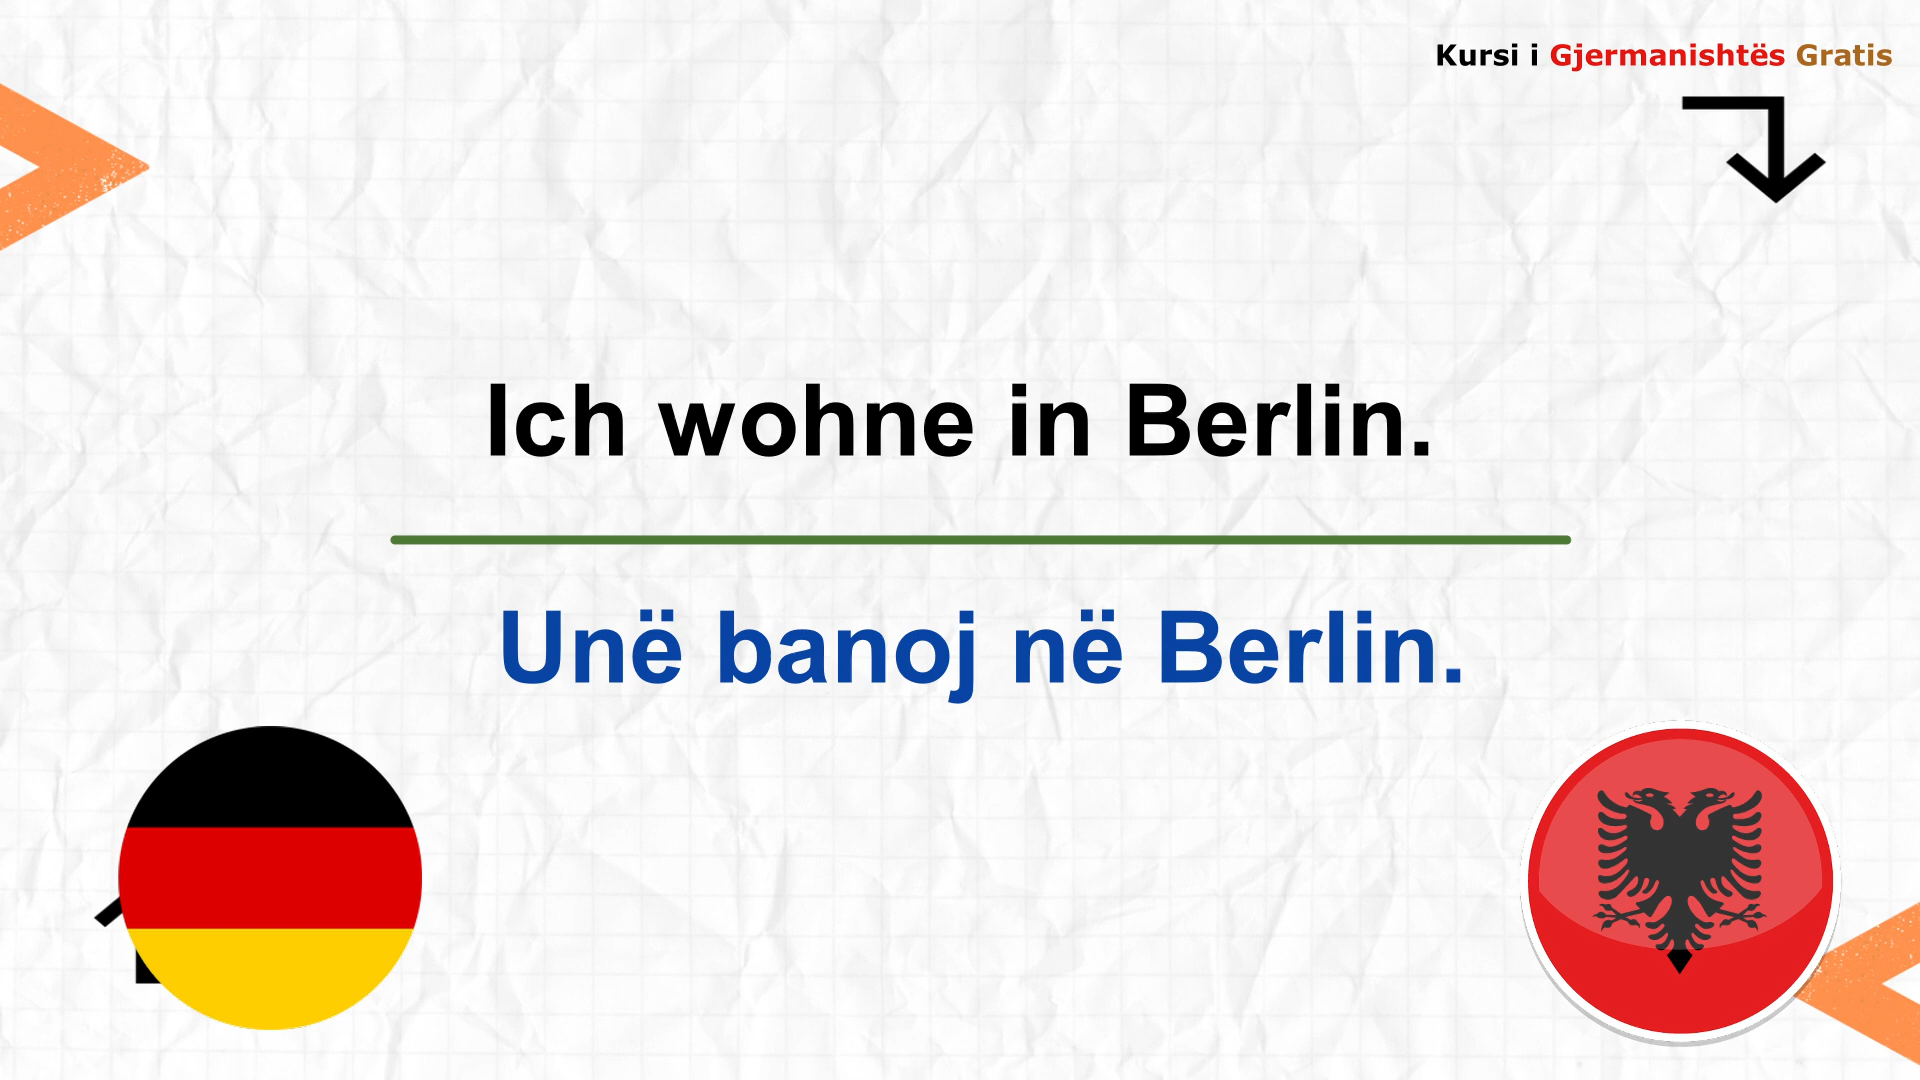 Kursi i Gjermanishtës Gratis
Ich wohne in Berlin.
Unë banoj në Berlin.